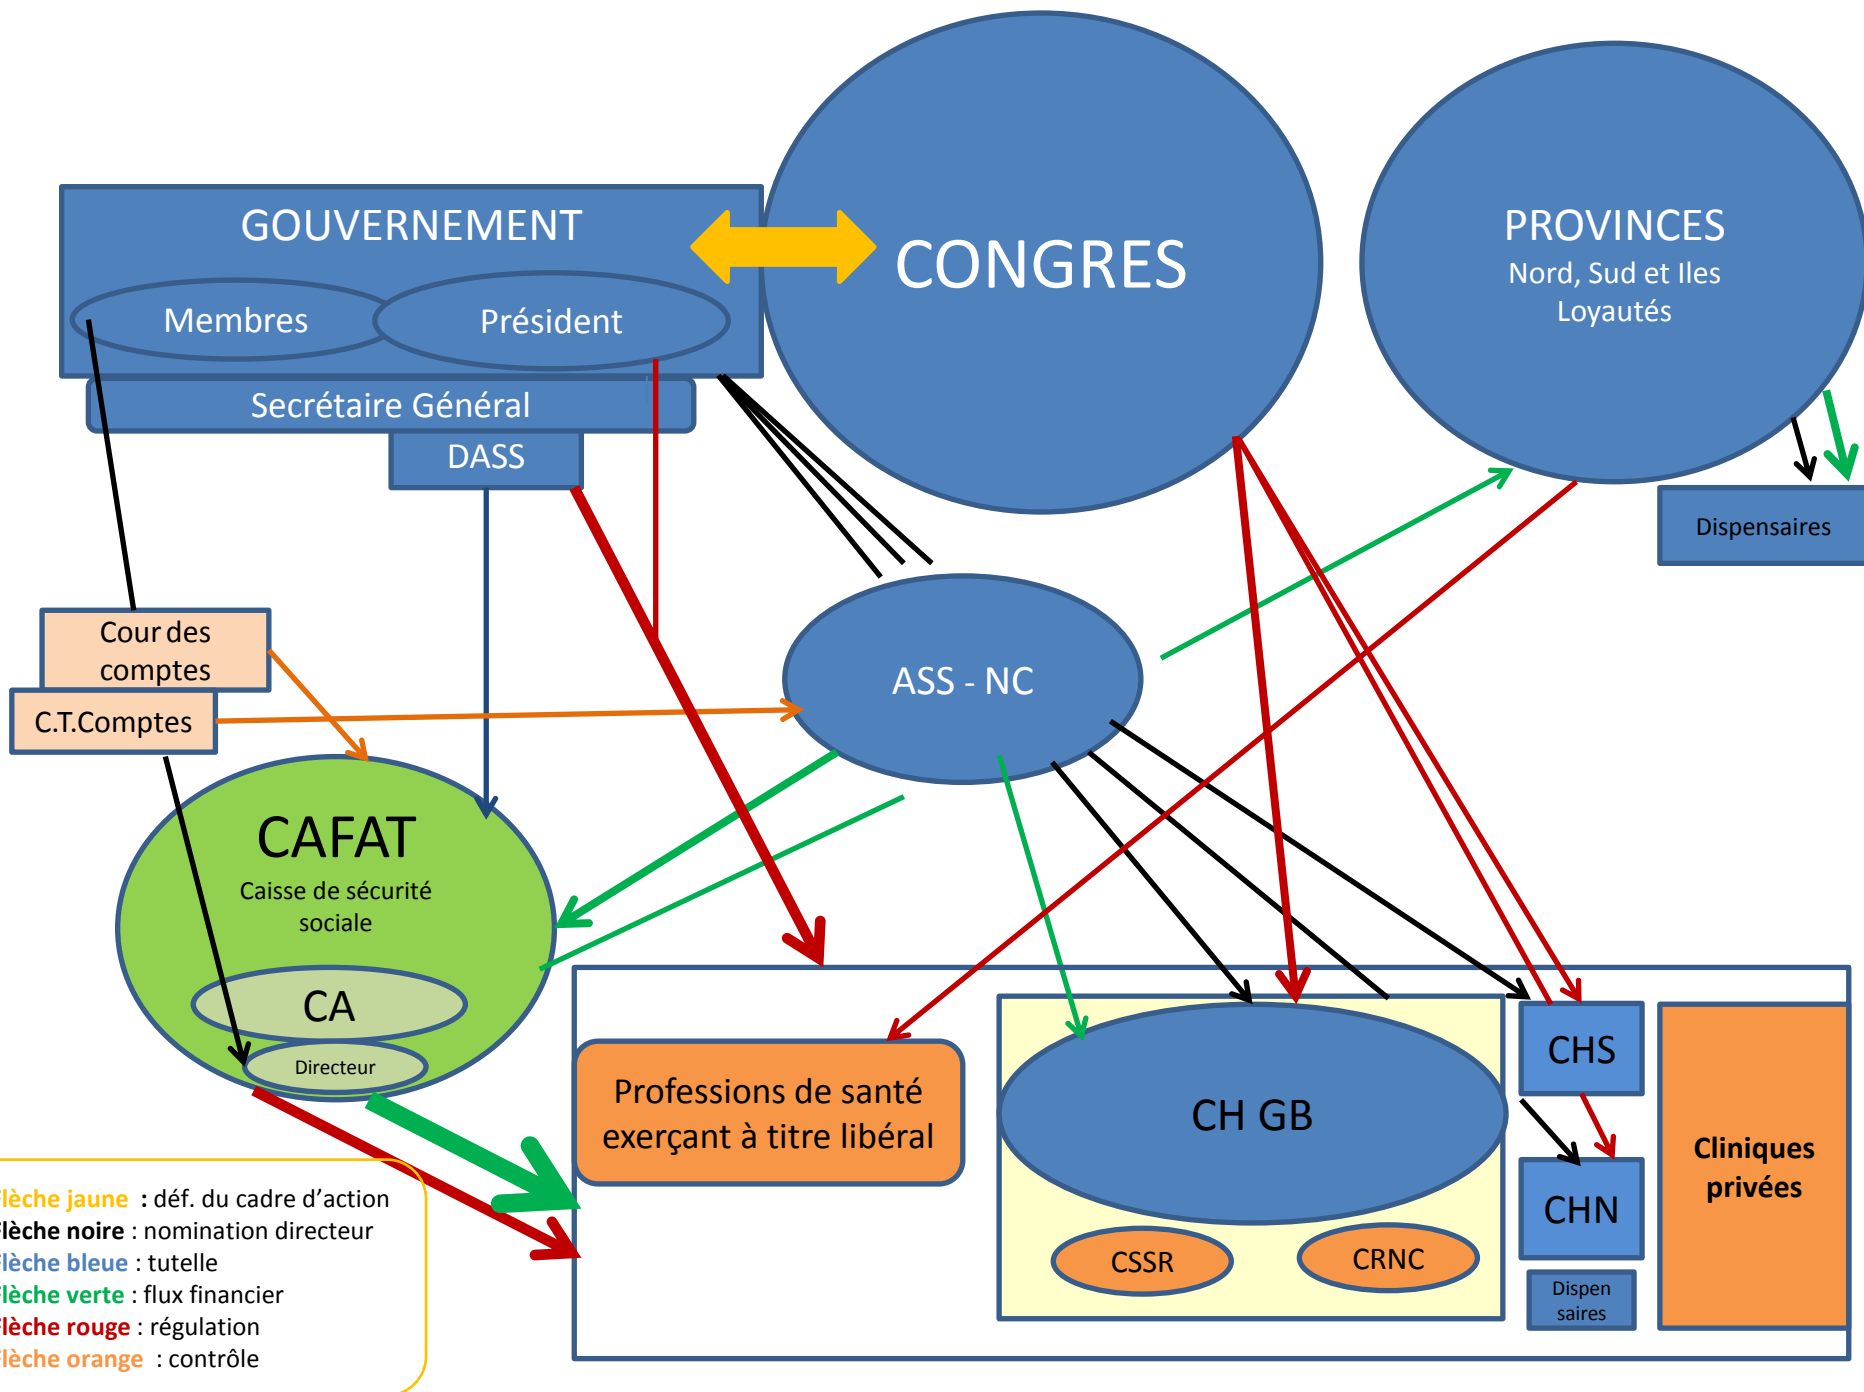 GOUVERNEMENT
Membres
Président
Secrétaire Général
DASS
CONGRES
PROVINCES
Nord, Sud et Iles
Loyautés
Dispensaires
Cour des
comptes
C.T.Comptes
ASS - NC
CAFAT
Caisse de sécurité
sociale
CA
Directeur
Professions de santé
exerçant à titre libéral
CH GB
CSSR
CRNC
CHS
CHN
Dispen
saires
Cliniques
privées
lèche jaune : déf. du cadre d’action
lèche noire : nomination directeur
lèche bleue : tutelle
lèche verte : flux financier
lèche rouge : régulation
lèche orange : contrôle